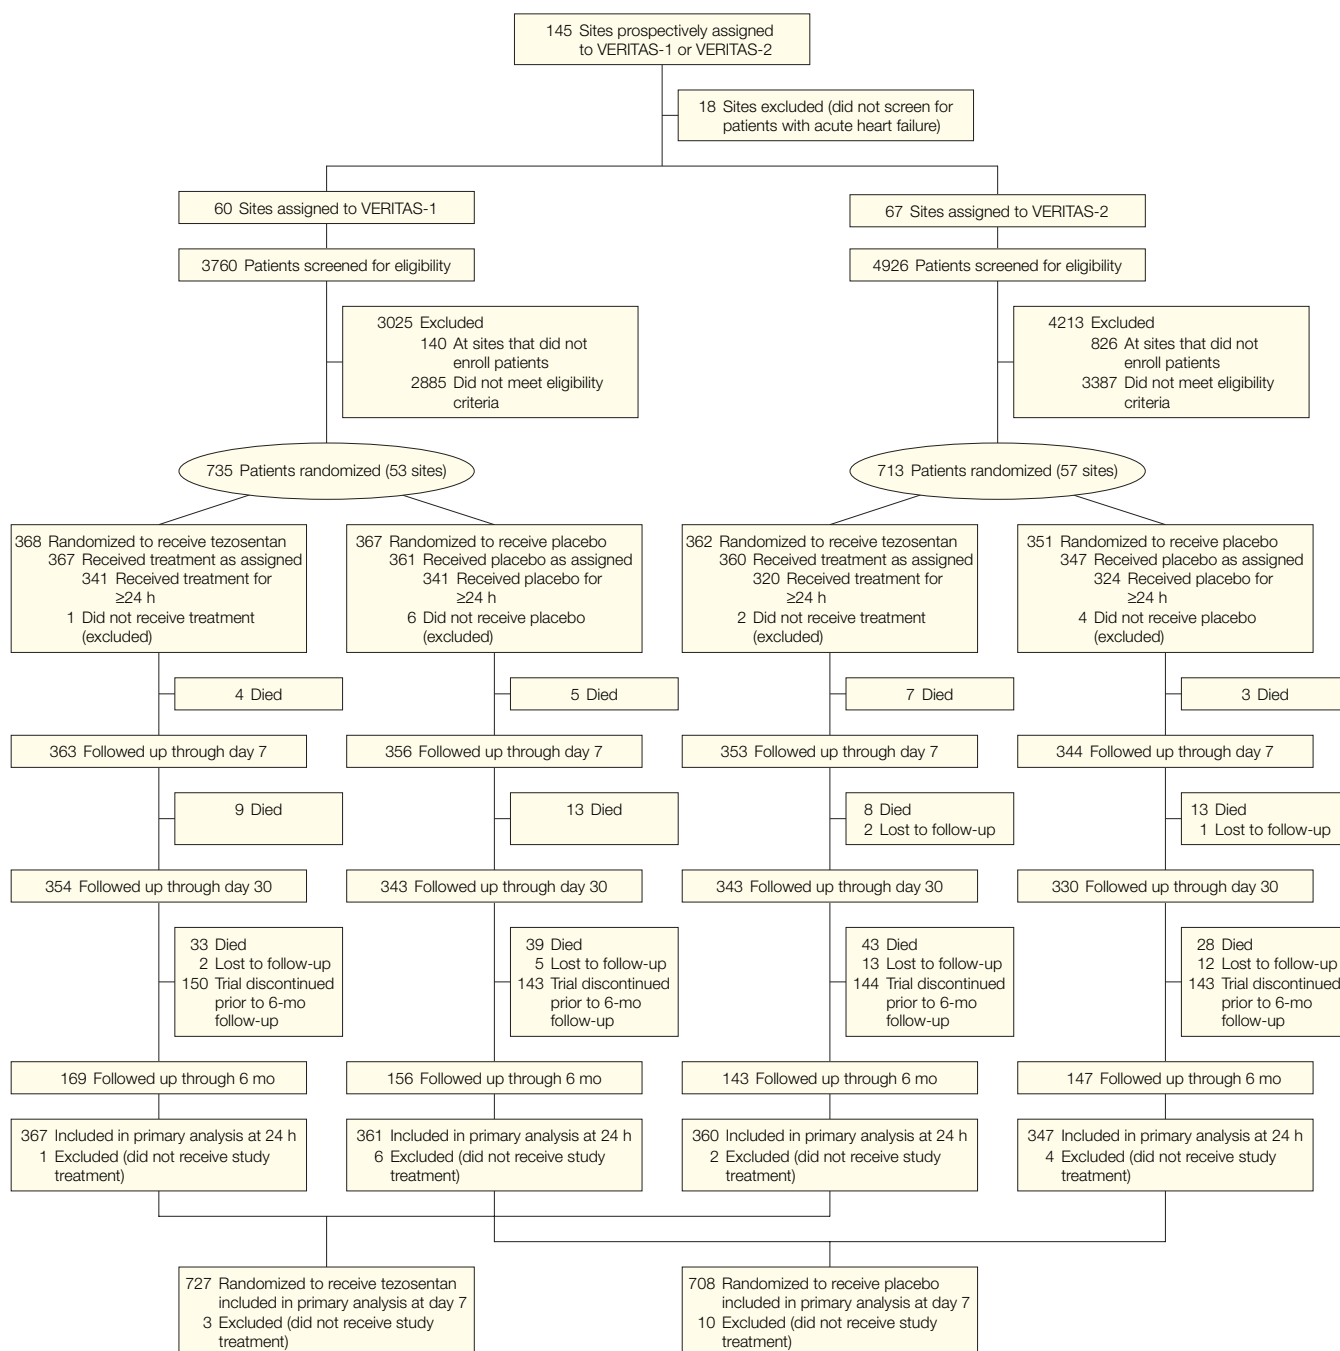 145 Sites prospectively assigned
to VERITAS-1 or VERITAS-2
18 Sites excluded (did not screen for
patients with acute heart failure)
60 Sites assigned to VERITAS-1
67 Sites assigned to VERITAS-2
3760 Patients screened for eligibility
4926 Patients screened for eligibility
3025 Excluded
140 At sites that did not
enroll patients
2885 Did not meet eligibility
criteria
4213 Excluded
826 At sites that did not
enroll patients
3387 Did not meet eligibility
criteria
735 Patients randomized (53 sites)
713 Patients randomized (57 sites)
368 Randomized to receive tezosentan
367 Received treatment as assigned
341 Received treatment for
≥24 h
1 Did not receive treatment
(excluded)
367 Randomized to receive placebo
361 Received placebo as assigned
341 Received placebo for
≥24 h
6 Did not receive placebo
(excluded)
362 Randomized to receive tezosentan
360 Received treatment as assigned
320 Received treatment for
≥24 h
2 Did not receive treatment
(excluded)
351 Randomized to receive placebo
347 Received placebo as assigned
324 Received placebo for
≥24 h
4 Did not receive placebo
(excluded)
4 Died
5 Died
7 Died
3 Died
363 Followed up through day 7
356 Followed up through day 7
353 Followed up through day 7
344 Followed up through day 7
9 Died
13 Died
8 Died
2 Lost to follow-up
13 Died
1 Lost to follow-up
354 Followed up through day 30
343 Followed up through day 30
343 Followed up through day 30
330 Followed up through day 30
33 Died
2 Lost to follow-up
150 Trial discontinued
prior to 6-mo
follow-up
39 Died
5 Lost to follow-up
143 Trial discontinued
prior to 6-mo
follow-up
43 Died
13 Lost to follow-up
144 Trial discontinued
prior to 6-mo
follow-up
28 Died
12 Lost to follow-up
143 Trial discontinued
prior to 6-mo
follow-up
169 Followed up through 6 mo
156 Followed up through 6 mo
143 Followed up through 6 mo
147 Followed up through 6 mo
367 Included in primary analysis at 24 h
1 Excluded (did not receive study
treatment)
361 Included in primary analysis at 24 h
6 Excluded (did not receive study
treatment)
360 Included in primary analysis at 24 h
2 Excluded (did not receive study
treatment)
347 Included in primary analysis at 24 h
4 Excluded (did not receive study
treatment)
727 Randomized to receive tezosentan
included in primary analysis at day 7
3 Excluded (did not receive study
treatment)
708 Randomized to receive placebo
included in primary analysis at day 7
10 Excluded (did not receive study
treatment)